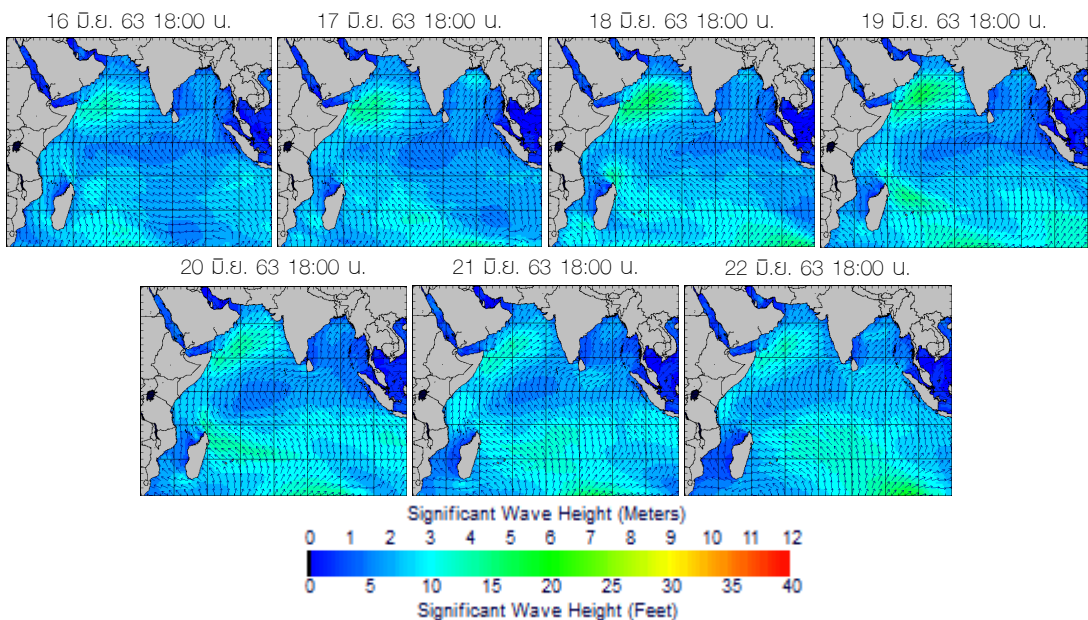 16 มิ.ย. 63 18:00 น.
17 มิ.ย. 63 18:00 น.
18 มิ.ย. 63 18:00 น.
19 มิ.ย. 63 18:00 น.
20 มิ.ย. 63 18:00 น.
21 มิ.ย. 63 18:00 น.
22 มิ.ย. 63 18:00 น.
Significant Wave Height (Meters)
0 1 2 3 4 5 6 7 8 9 10 11 12
0 5 10 15 20 25 30 35 40
Significant Wave Height (Feet)